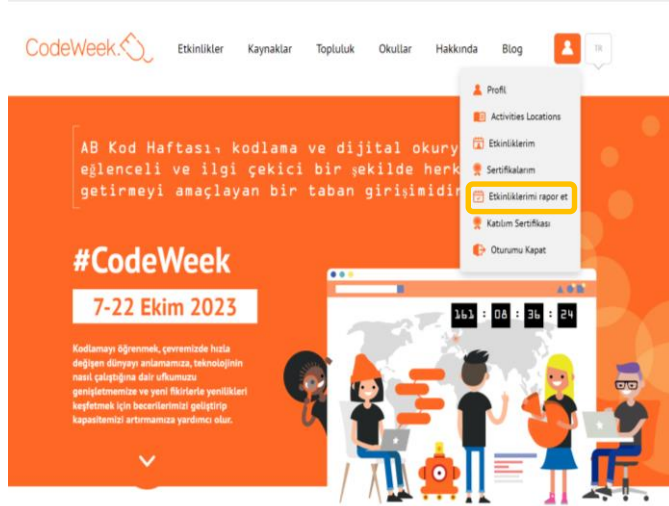 CodeWeek.
Etkinlikler Kaynaklar Topluluk Okullar Hakkında Blog TR
Profil
Activities Locations
Etkinliklerim
Sertifikalarım
Etkinliklerimi rapor et
Katılım Sertifikası
Oturumu Kapat
AB Kod Haftası, kodlama ve dijital okury
eğlenceli ve ilgi çekici bir şekilde herk
getirmeyi amaçlayan bir taban girişimidir
#CodeWeek
7-22 Ekim 2023
161 : 08 : 36 : 24
Kodlamayı öğrenmek, çevremizde hızla
değişen dünyayı anlamamıza, teknolojinin
nasıl çalıştığına dair ufkumuzu
genişletmemize ve yeni fikirlerle yenilikleri
keşfetmek için becerilerimizi geliştirip
kapasitemizi artırmamıza yardımcı olur.